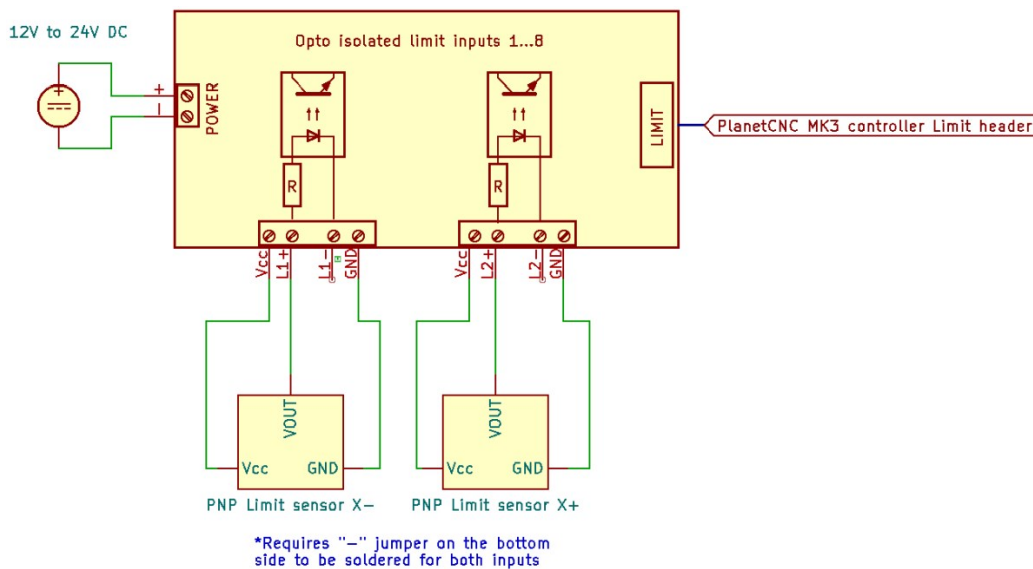 12V to 24V DC
Opto isolated limit inputs 1...8
+
-
POWER
LIMIT
PlanetCNC MK3 controller Limit header
R
R
Vcc
L1+
L1-
GND
Vcc
L2+
L2-
GND
VOUT
Vcc
GND
VOUT
Vcc
GND
PNP Limit sensor X-
PNP Limit sensor X+
*Requires "-" jumper on the bottom
side to be soldered for both inputs